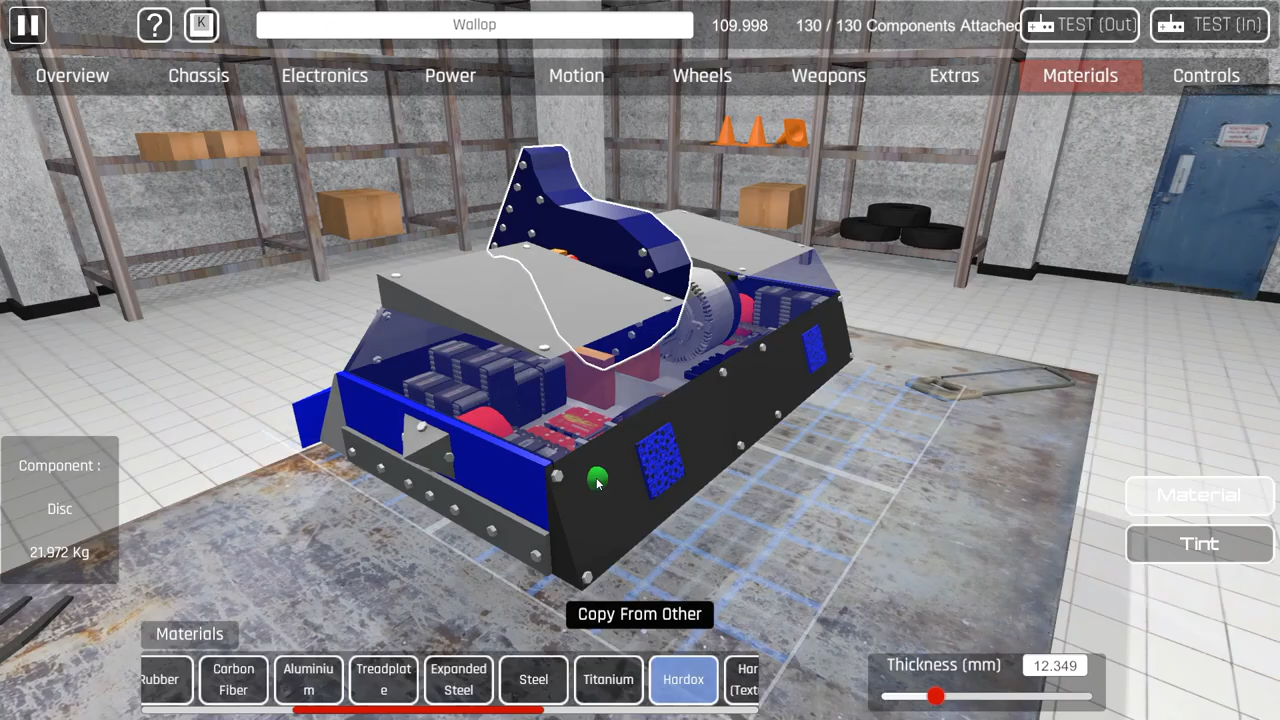 K
Wallop
109.998
130 / 130 Components Attached
TEST (Out)
TEST (In)
Overview
Chassis
Electronics
Power
Motion
Wheels
Weapons
Extras
Materials
Controls
Component :
Disc
21.972 Kg
Material
Tint
Copy From Other
Materials
Rubber
Carbon
Fiber
Aluminiu
m
Treadplat
e
Expanded
Steel
Steel
Titanium
Hardox
Har
(Text
Thickness (mm)
12.349